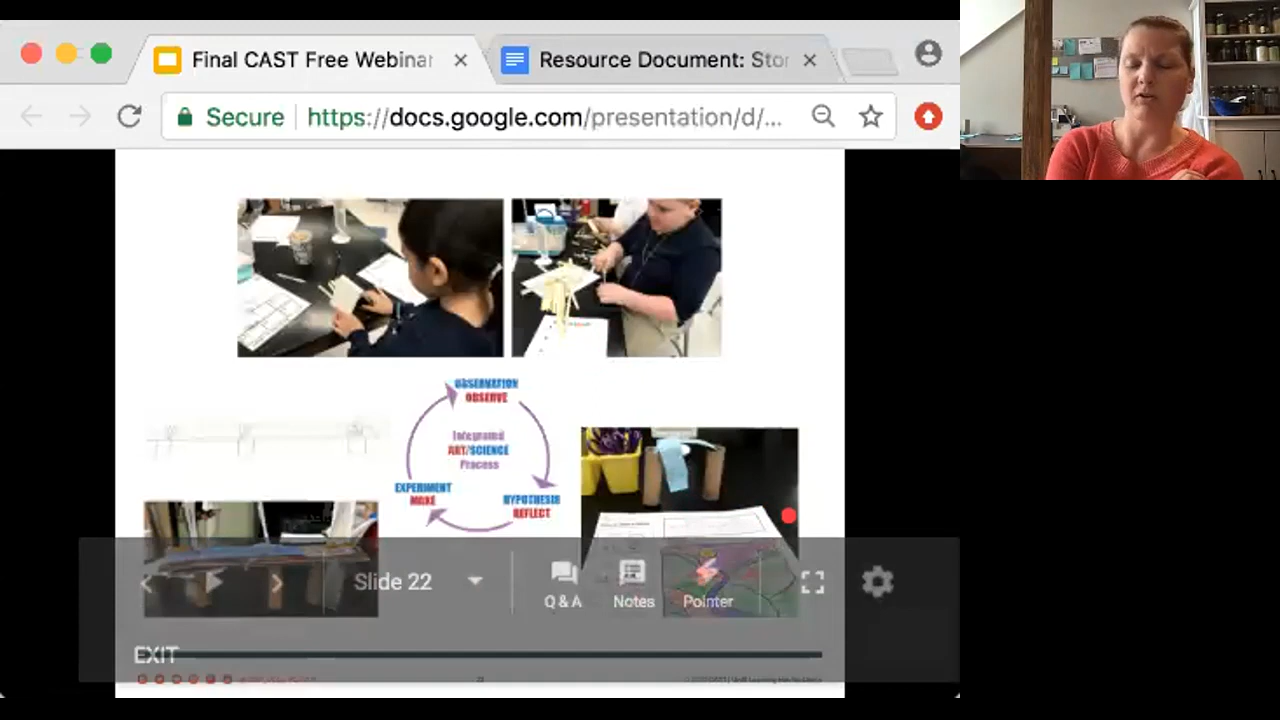 Final CAST Free Webinar
Resource Document: Stor
Secure https://docs.google.com/presentation/d/...
OBSERVATION
OBSERVE
Integrated
ART/SCIENCE
Process
EXPERIMENT
MAKE
HYPOTHESIS
REFLECT
Slide 22
Q & A
Notes
Pointer
EXIT